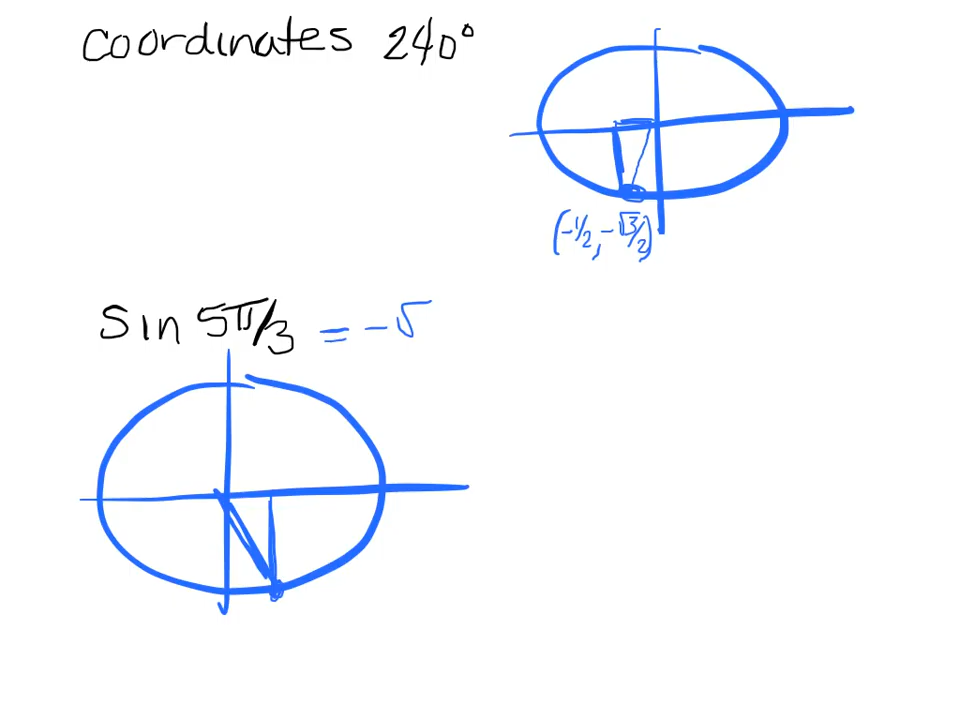 coordinates 240°
(-1/2, -√3/2)
sin 5π/3 = -√